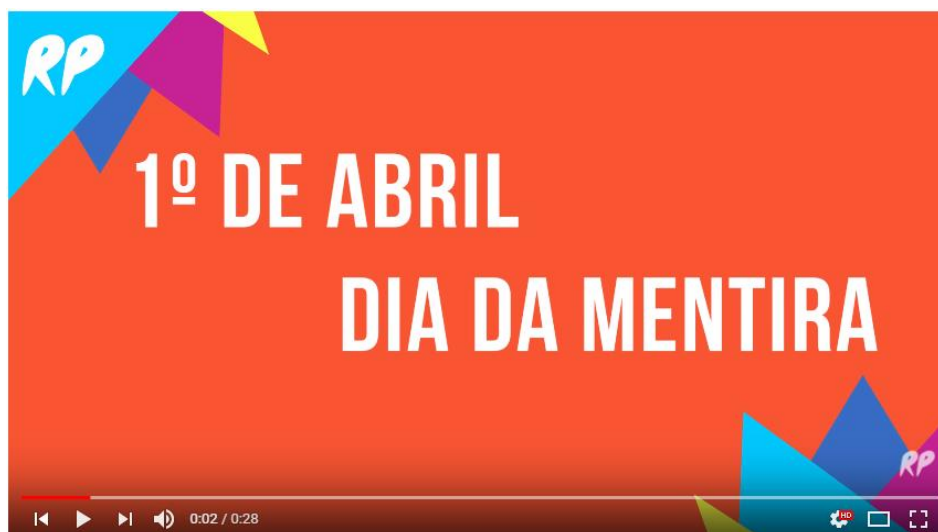 RP
1º DE ABRIL
DIA DA MENTIRA
RP
0:02 / 0:28
HD